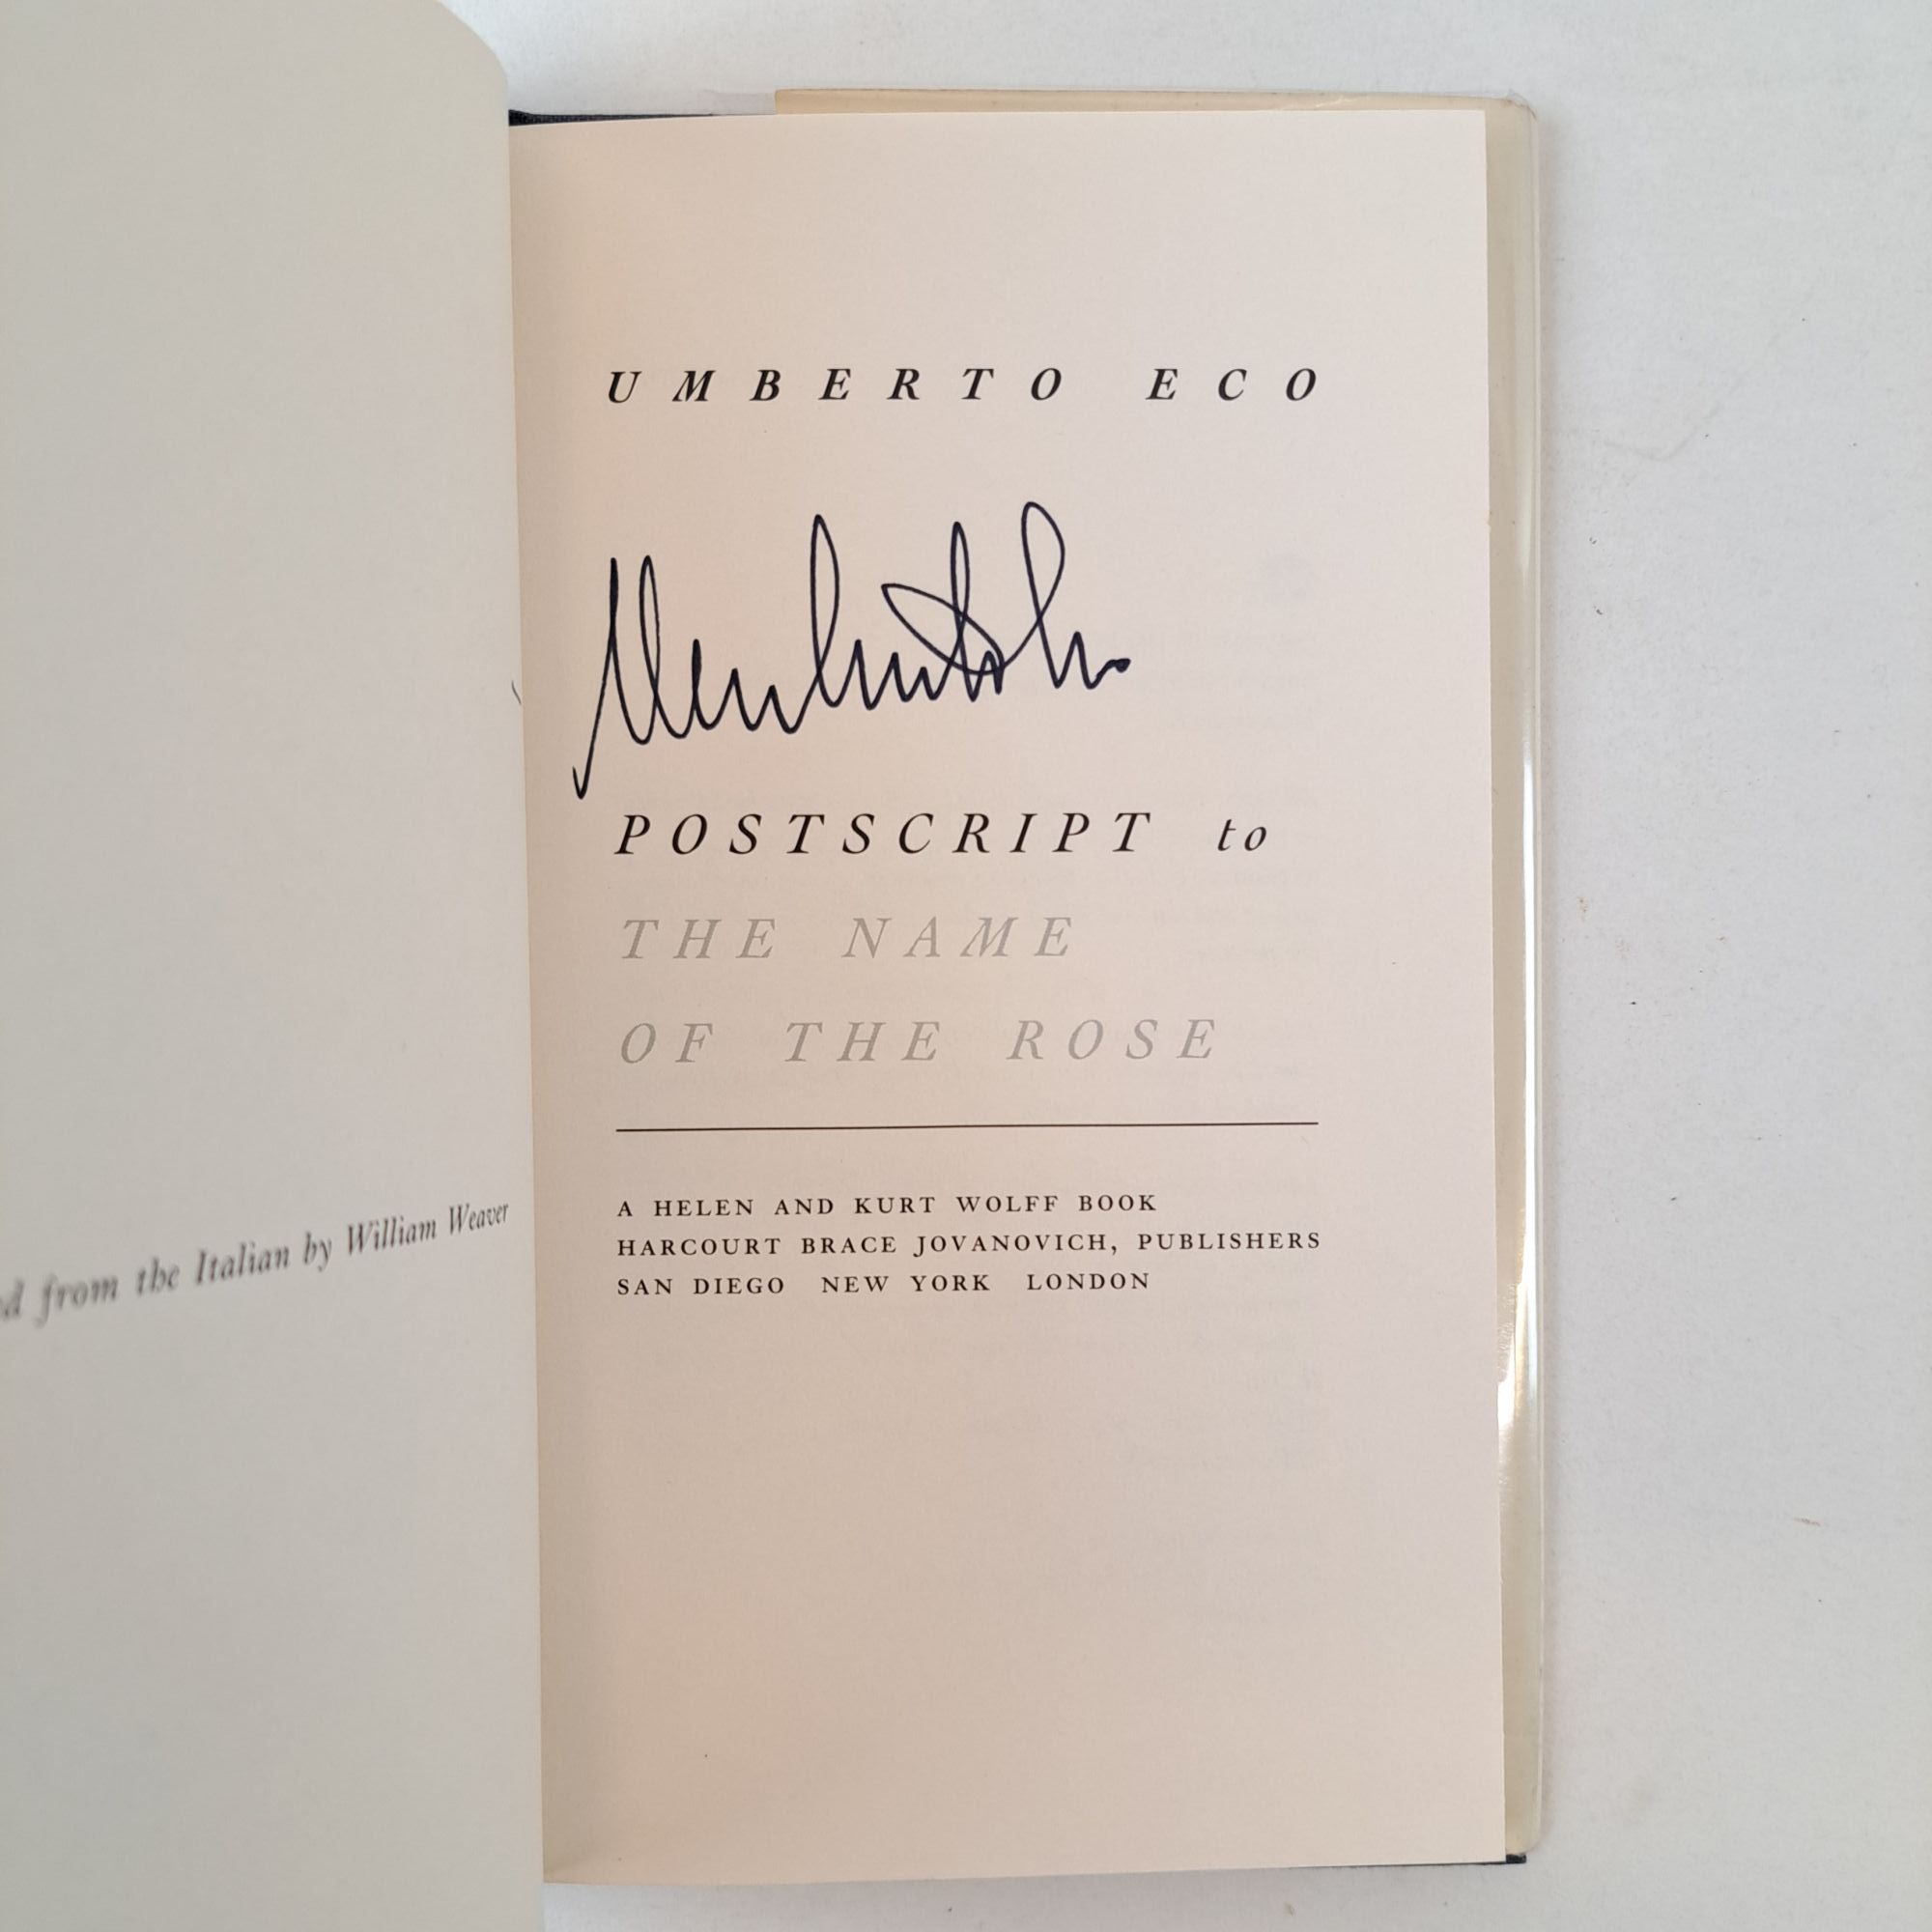 d from the Italian by William Weaver
UMBERTO ECO
POSTSCRIPT to
THE NAME
OF THE ROSE
A HELEN AND KURT WOLFF BOOK
HARCOURT BRACE JOVANOVICH, PUBLISHERS
SAN DIEGO NEW YORK LONDON